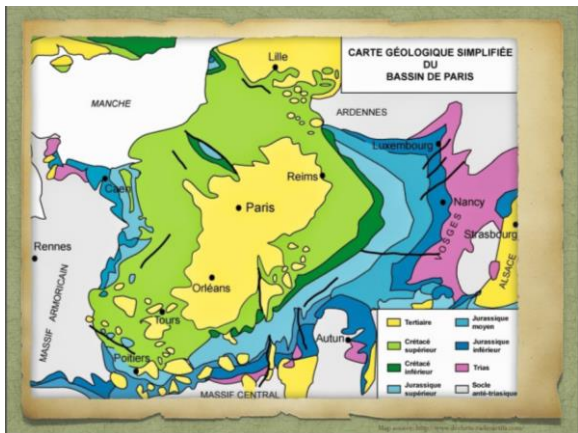 CARTE GÉOLOGIQUE SIMPLIFIÉE
DU
BASSIN DE PARIS
Lille
MANCHE
ARDENNES
Luxembourg
Caen
Reims
Paris
Nancy
Strasbourg
VOSGES
ALSACE
Rennes
MASSIF ARMORICAIN
Orléans
Tours
Poitiers
Autun
MASSIF CENTRAL
Tertiaire
Crétacé
supérieur
Crétacé
inférieur
Jurassique
supérieur
Jurassique
moyen
Jurassique
inférieur
Trias
Socle
anté-triasique